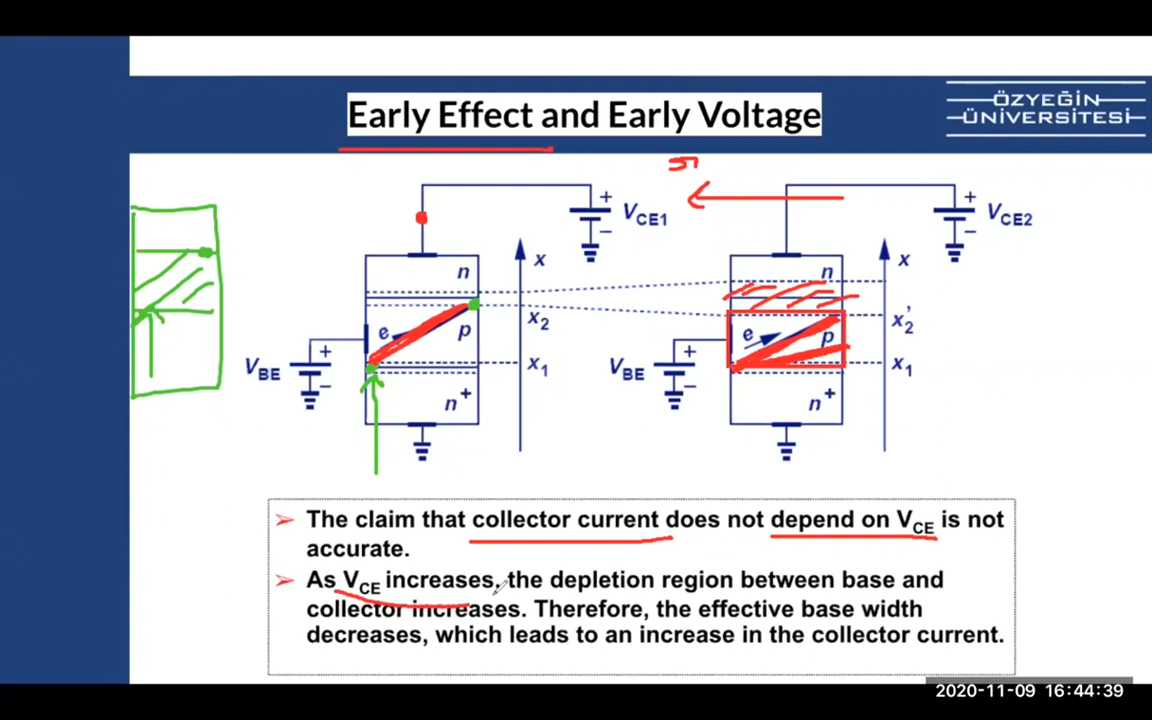 Early Effect and Early Voltage
ÖZYEĞİN
ÜNİVERSİTESİ
+
V_CE1
−
+
V_CE2
−
n
x
n
x
e
p
x_2
e
p
x_2'
V_BE
+
−
x_1
V_BE
+
−
x_1
n+
n+
➢ The claim that collector current does not depend on V_CE is not
accurate.
➢ As V_CE increases, the depletion region between base and
collector increases. Therefore, the effective base width
decreases, which leads to an increase in the collector current.
2020-11-09 16:44:39